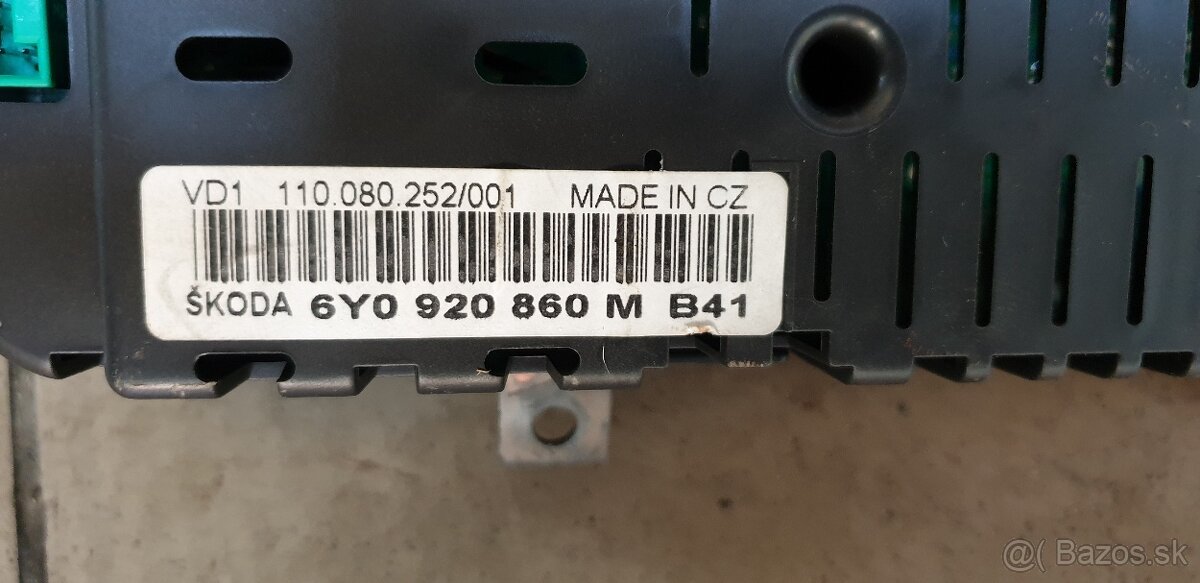 VD1 110.080.252/001 MADE IN CZ
ŠKODA 6Y0 920 860 M B41
@( Bazos.sk